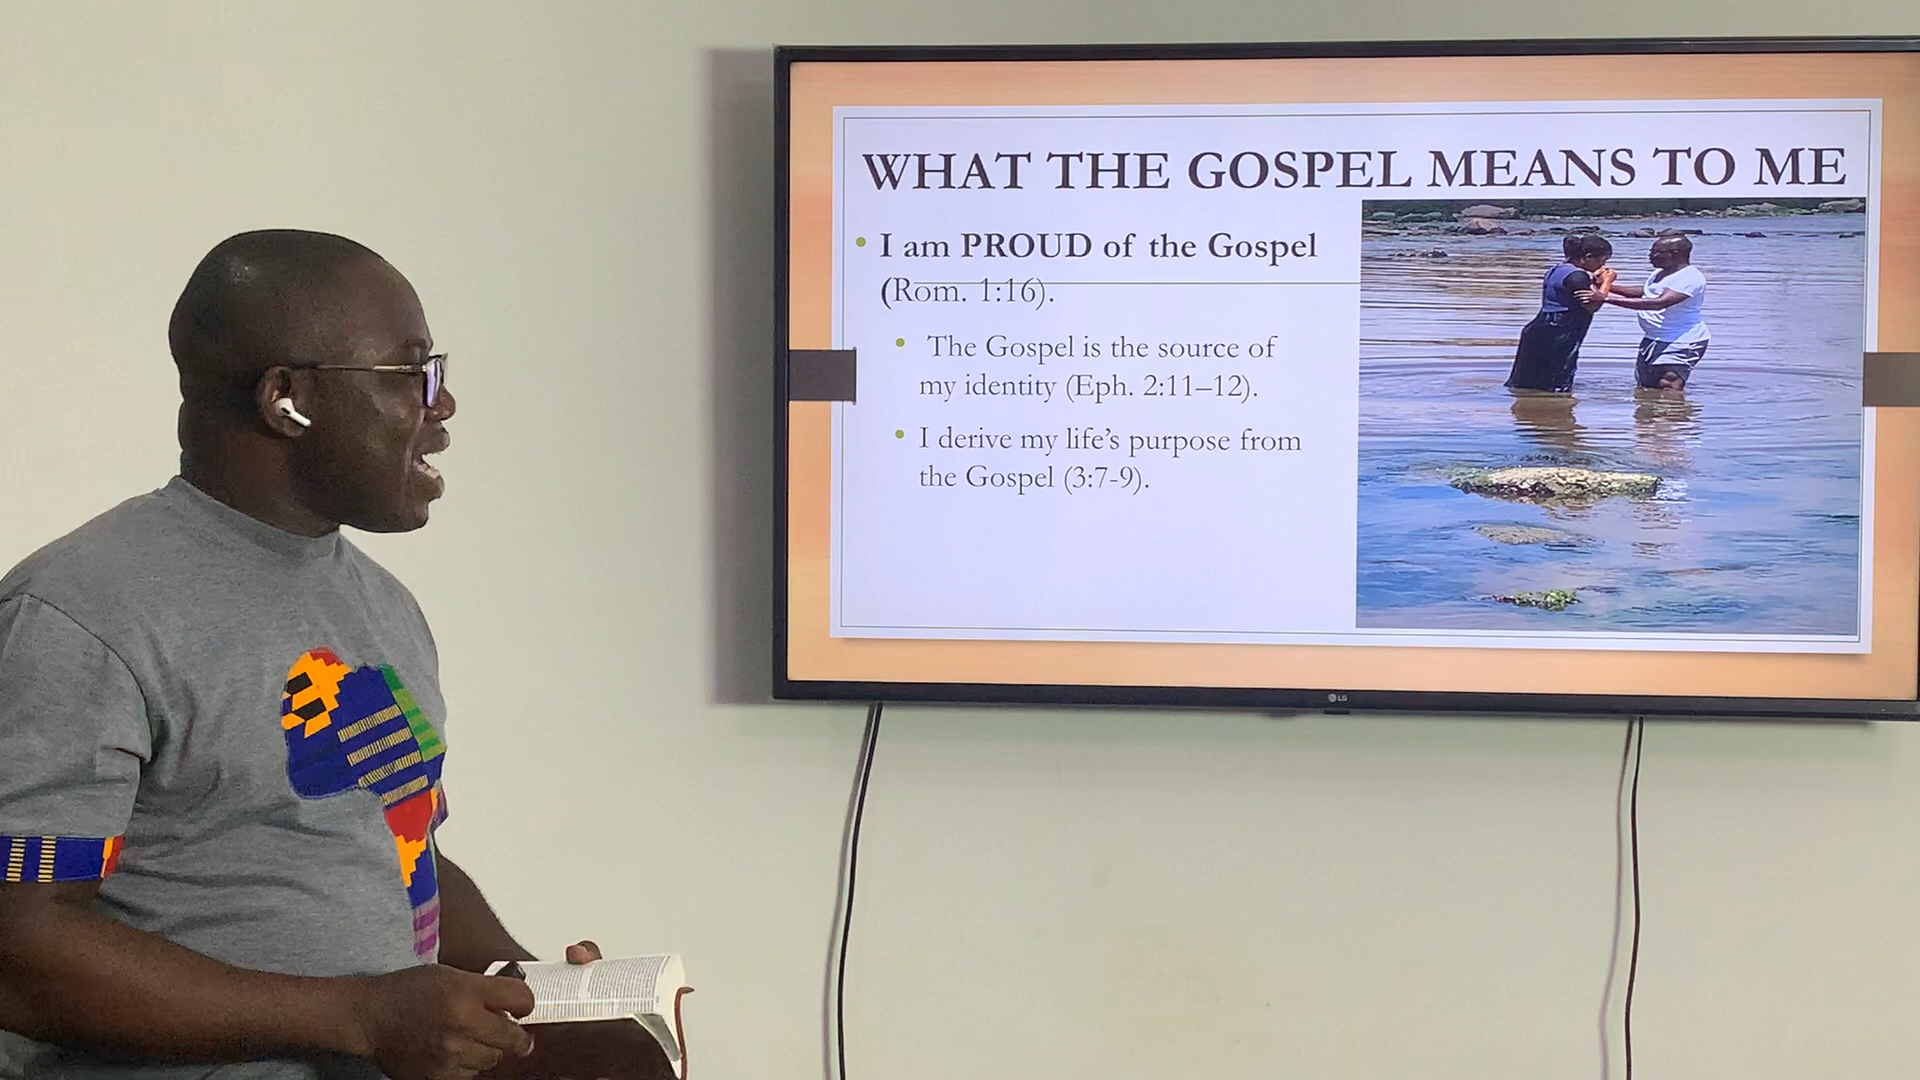 WHAT THE GOSPEL MEANS TO ME
• I am PROUD of the Gospel
(Rom. 1:16).
• The Gospel is the source of
my identity (Eph. 2:11–12).
• I derive my life’s purpose from
the Gospel (3:7-9).
LG